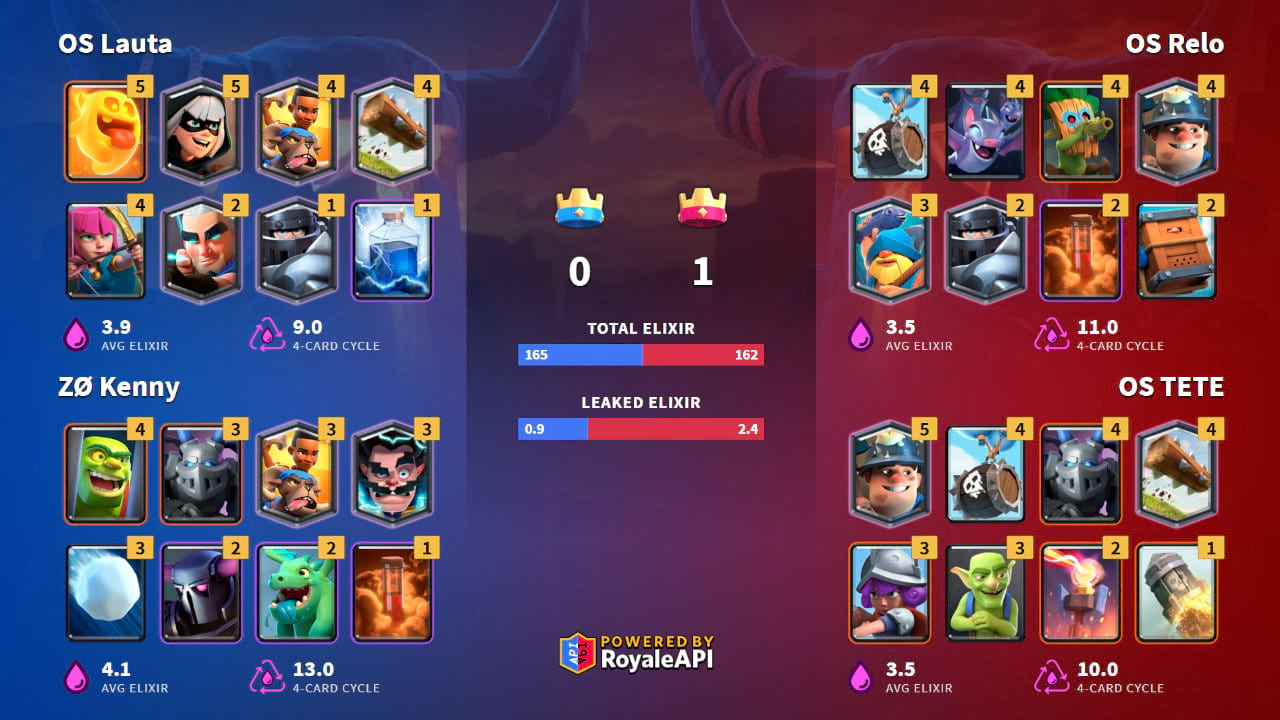 OS Lauta
5 5 4 4
4 2 1 1
3.9
AVG ELIXIR
9.0
4-CARD CYCLE
ZØ Kenny
4 3 3 3
3 2 2 1
4.1
AVG ELIXIR
13.0
4-CARD CYCLE
0 1
TOTAL ELIXIR
165 162
LEAKED ELIXIR
0.9 2.4
API
API
POWERED BY
RoyaleAPI
OS Relo
4 4 4 4
3 2 2 2
3.5
AVG ELIXIR
11.0
4-CARD CYCLE
OS TETE
5 4 4 4
3 3 2 1
3.5
AVG ELIXIR
10.0
4-CARD CYCLE